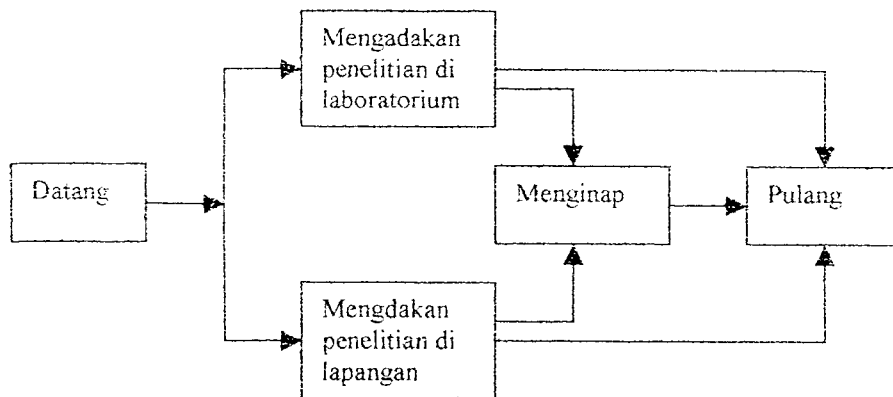 Mengadakan
penelitian di
laboratorium
Datang
Menginap
Pulang
Mengdakan
penelitian di
lapangan